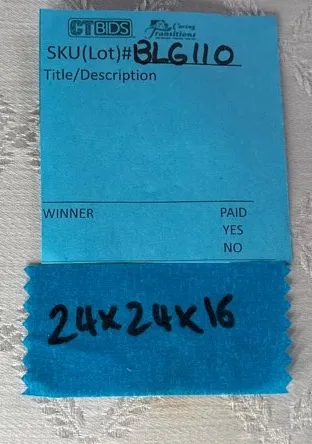 CTBIDS Caring Transitions
SKU(Lot)#BLG110
Title/Description
WINNER PAID
YES
NO
24x24x16